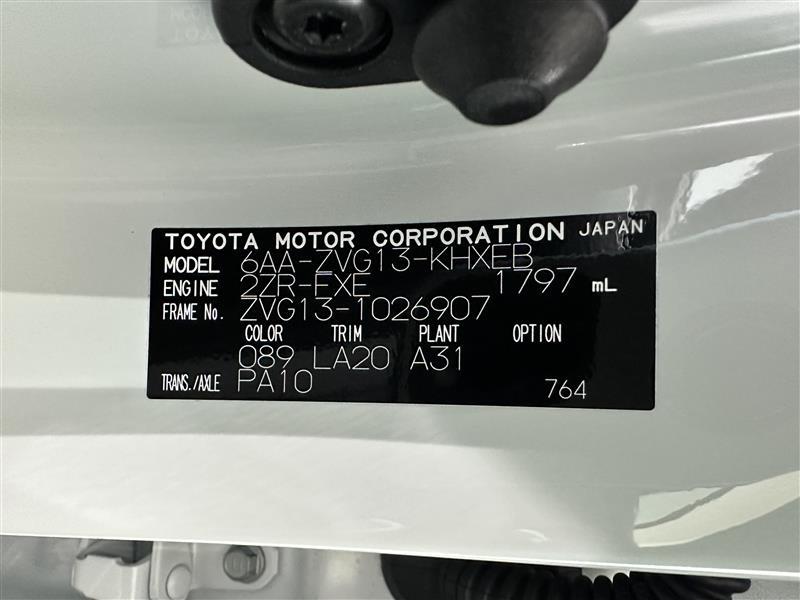 TOYOTA MOTOR CORPORATION JAPAN
MODEL 6AA-ZVG13-KHXEB
ENGINE 2ZR-FXE 1797 mL
FRAME No. ZVG13-1026907
COLOR TRIM PLANT OPTION
089 LA20 A31
TRANS./AXLE PA10 764